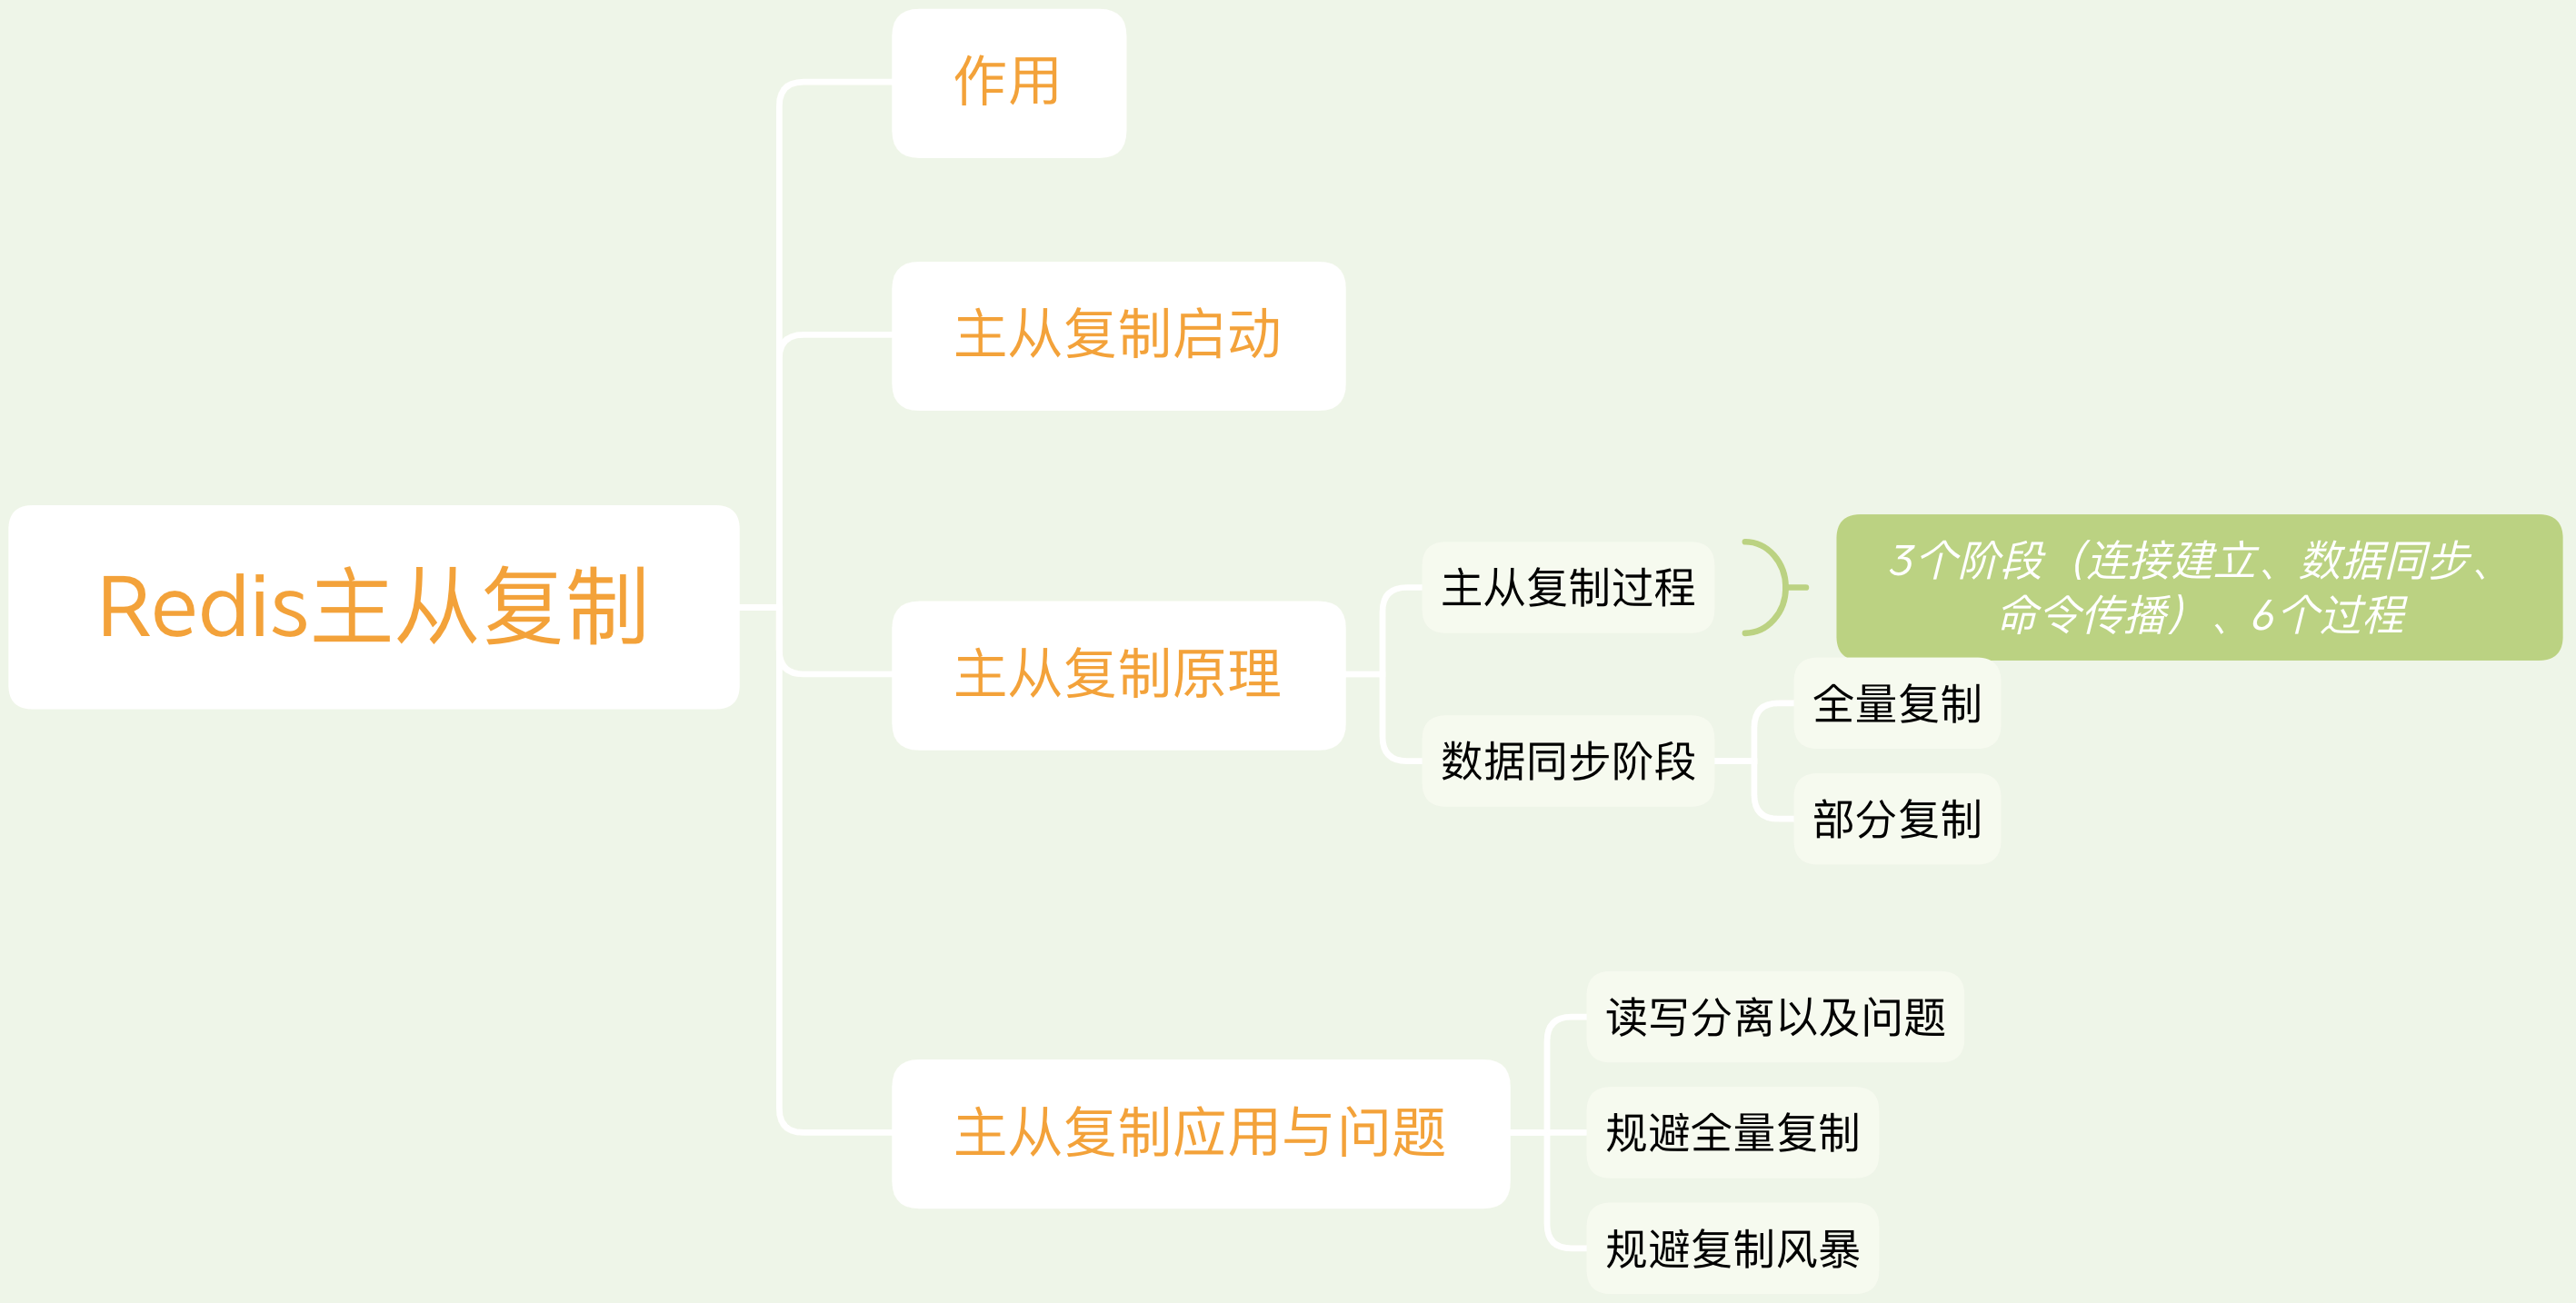 Redis主从复制
作用
主从复制启动
主从复制原理
主从复制过程
3个阶段（连接建立、数据同步、
命令传播）、6个过程
数据同步阶段
全量复制
部分复制
主从复制应用与问题
读写分离以及问题
规避全量复制
规避复制风暴